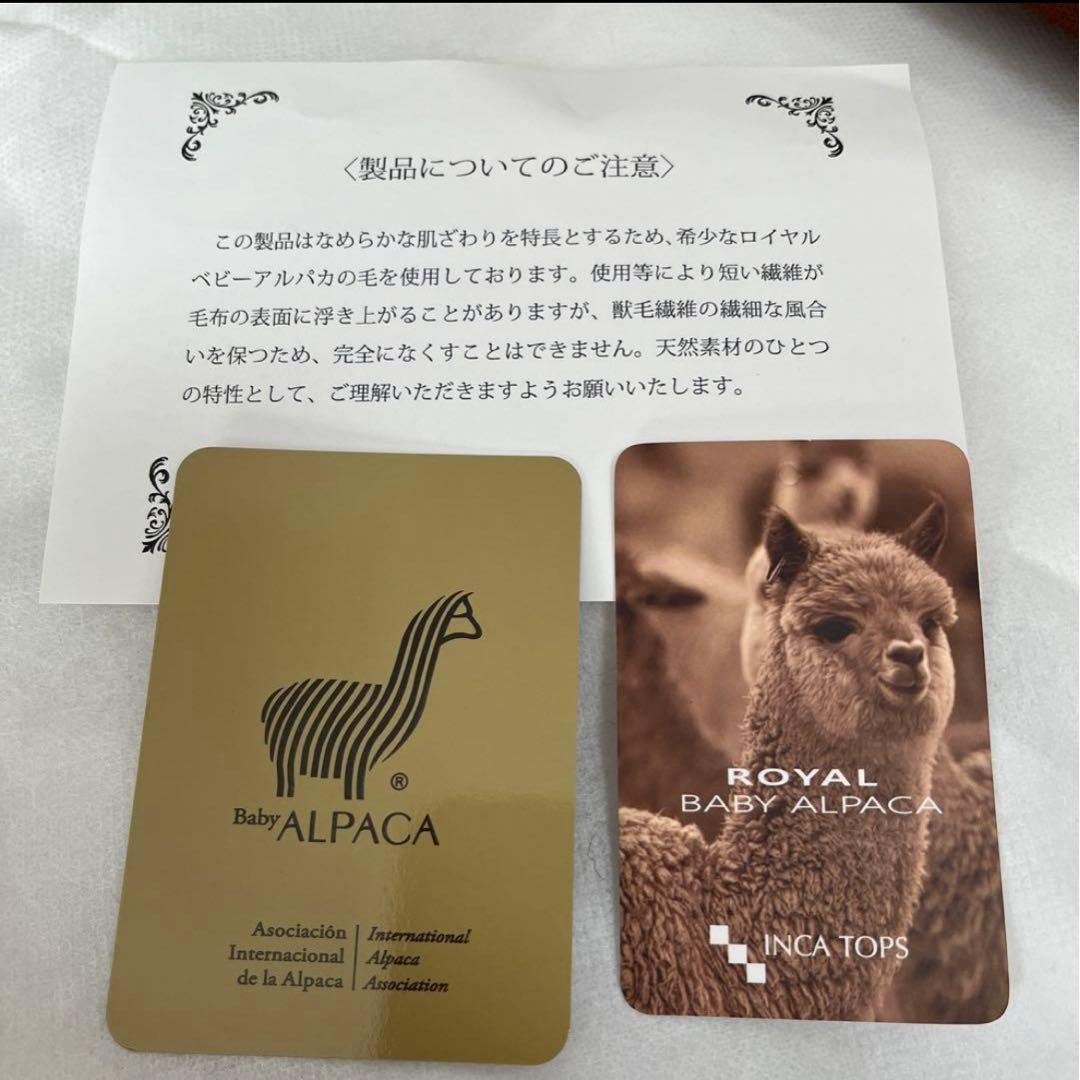 〈製品についてのご注意〉
この製品はなめらかな肌ざわりを特長とするため、希少なロイヤル
ベビーアルパカの毛を使用しております。使用等により短い繊維が
毛布の表面に浮き上がることがありますが、獣毛繊維の繊細な風合
いを保つため、完全になくすことはできません。天然素材のひとつ
の特性として、ご理解いただきますようお願いいたします。
®
Baby ALPACA
Asociación
Internacional
de la Alpaca
International
Alpaca
Association
ROYAL
BABY ALPACA
INCA TOPS